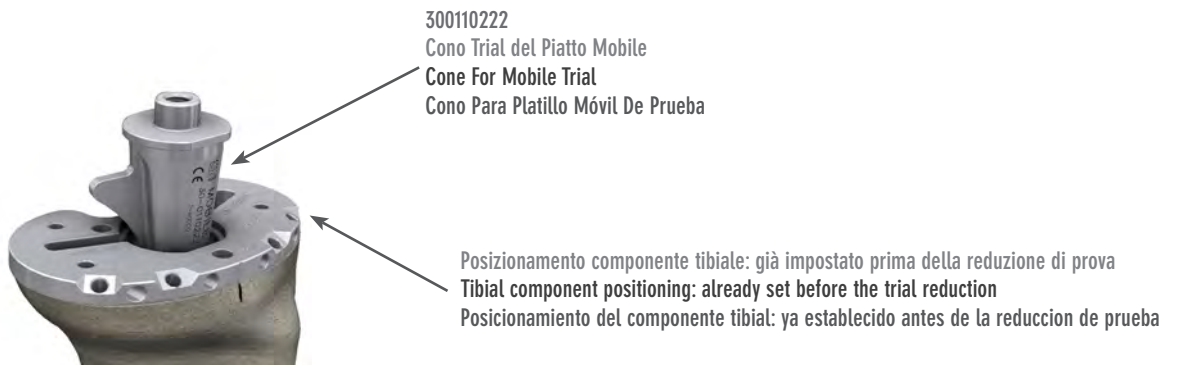 300110222
Cono Trial del Piatto Mobile
Cone For Mobile Trial
Cono Para Platillo Móvil De Prueba
CE
Posizionamento componente tibiale: già impostato prima della reduzione di prova
Tibial component positioning: already set before the trial reduction
Posicionamiento del componente tibial: ya establecido antes de la reduccion de prueba